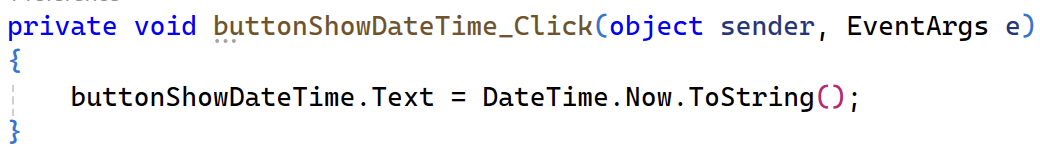 private void buttonShowDateTime_Click(object sender, EventArgs e)
{
    buttonShowDateTime.Text = DateTime.Now.ToString();
}